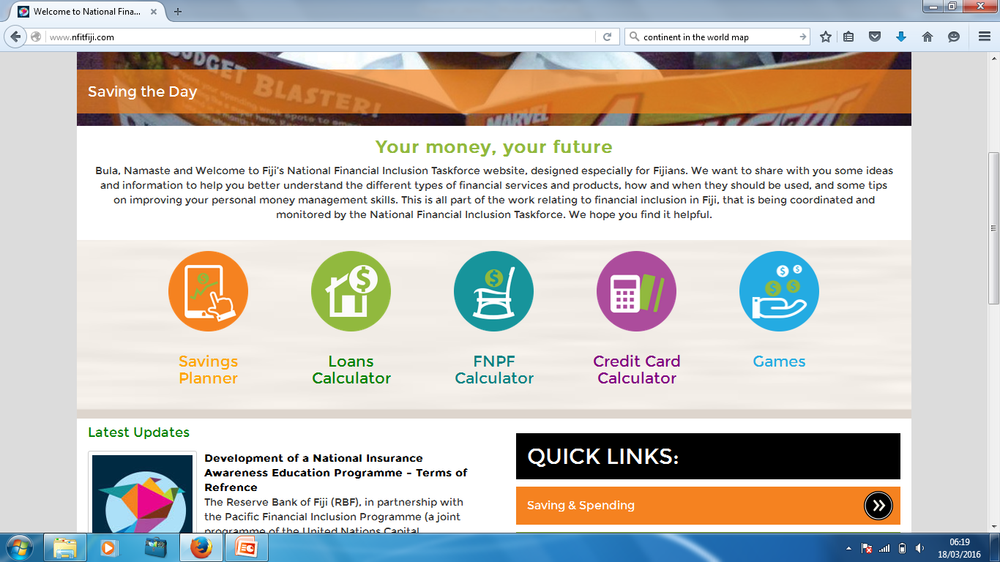 Welcome to National Fina...
www.nfitfiji.com
continent in the world map
BUDGET BLASTER!
MARVEL
Saving the Day
Your money, your future
Bula, Namaste and Welcome to Fiji's National Financial Inclusion Taskforce website, designed especially for Fijians. We want to share with you some ideas
and information to help you better understand the different types of financial services and products, how and when they should be used, and some tips
on improving your personal money management skills. This is all part of the work relating to financial inclusion in Fiji, that is being coordinated and
monitored by the National Financial Inclusion Taskforce. We hope you find it helpful.
Savings
Planner
Loans
Calculator
FNPF
Calculator
Credit Card
Calculator
Games
Latest Updates
Development of a National Insurance
Awareness Education Programme - Terms of
Refrence
The Reserve Bank of Fiji (RBF), in partnership with
the Pacific Financial Inclusion Programme (a joint
programme of the United Nations Capital
QUICK LINKS:
Saving & Spending
06:19
18/03/2016